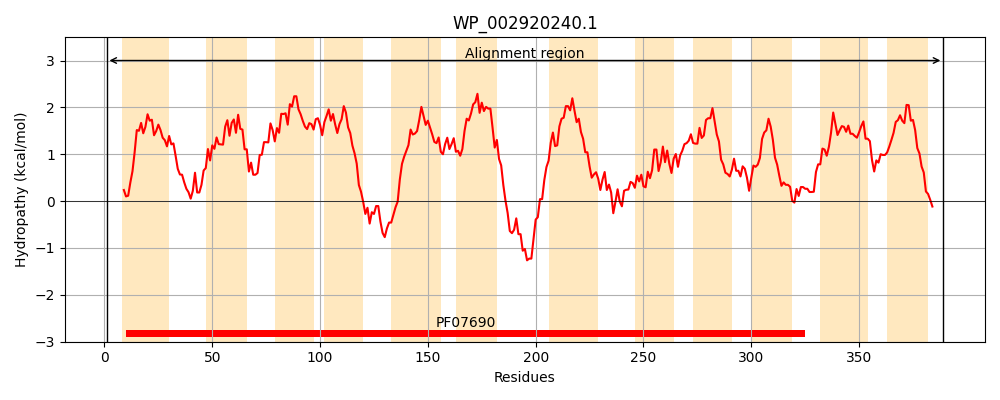 WP_002920240.1
Alignment region
3
2
1
0
−1
−2
−3
Hydropathy (kcal/mol)
PF07690
0 50 100 150 200 250 300 350
Residues